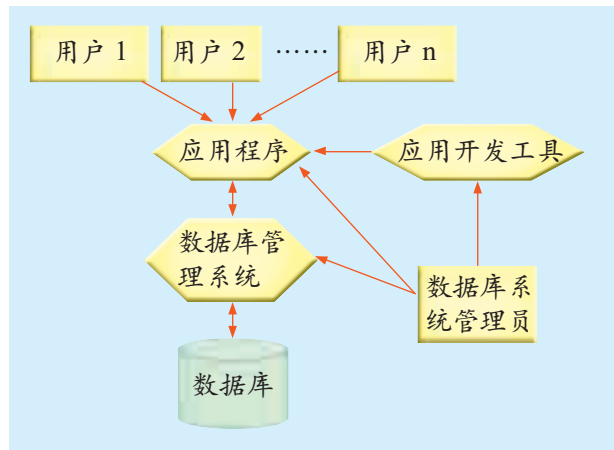 用户 1 用户 2 …… 用户 n
应用程序 应用开发工具
数据库管
理系统
数据库系
统管理员
数据库